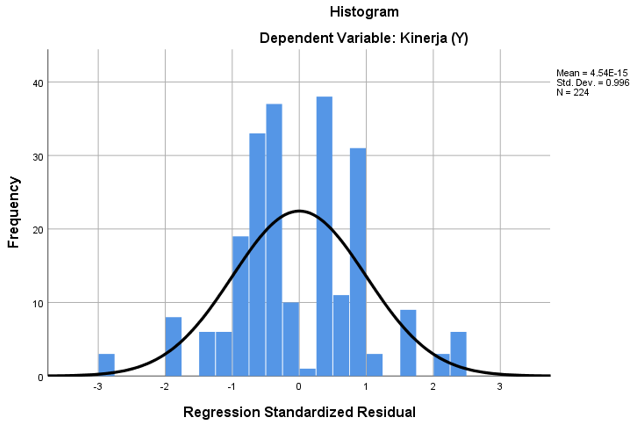 Histogram
Dependent Variable: Kinerja (Y)
Mean = 4.54E-15
Std. Dev. = 0.996
N = 224
40
30
20
10
0
Frequency
-3 -2 -1 0 1 2 3
Regression Standardized Residual